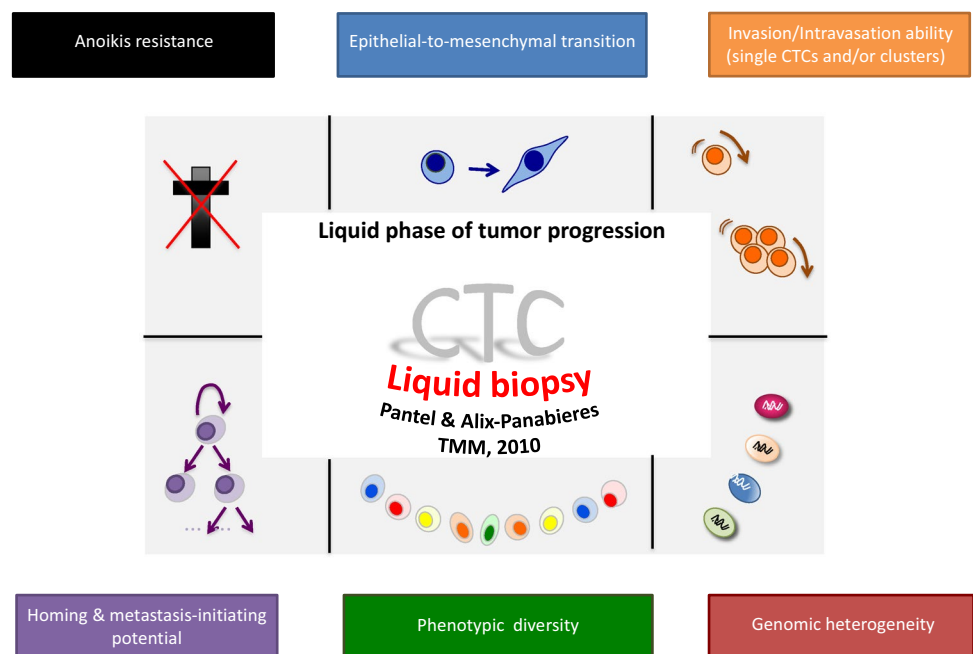 Anoikis resistance
Epithelial-to-mesenchymal transition
Invasion/Intravasation ability
(single CTCs and/or clusters)
Liquid phase of tumor progression
CTC
Liquid biopsy
Pantel & Alix-Panabieres
TMM, 2010
Homing & metastasis-initiating
potential
Phenotypic diversity
Genomic heterogeneity